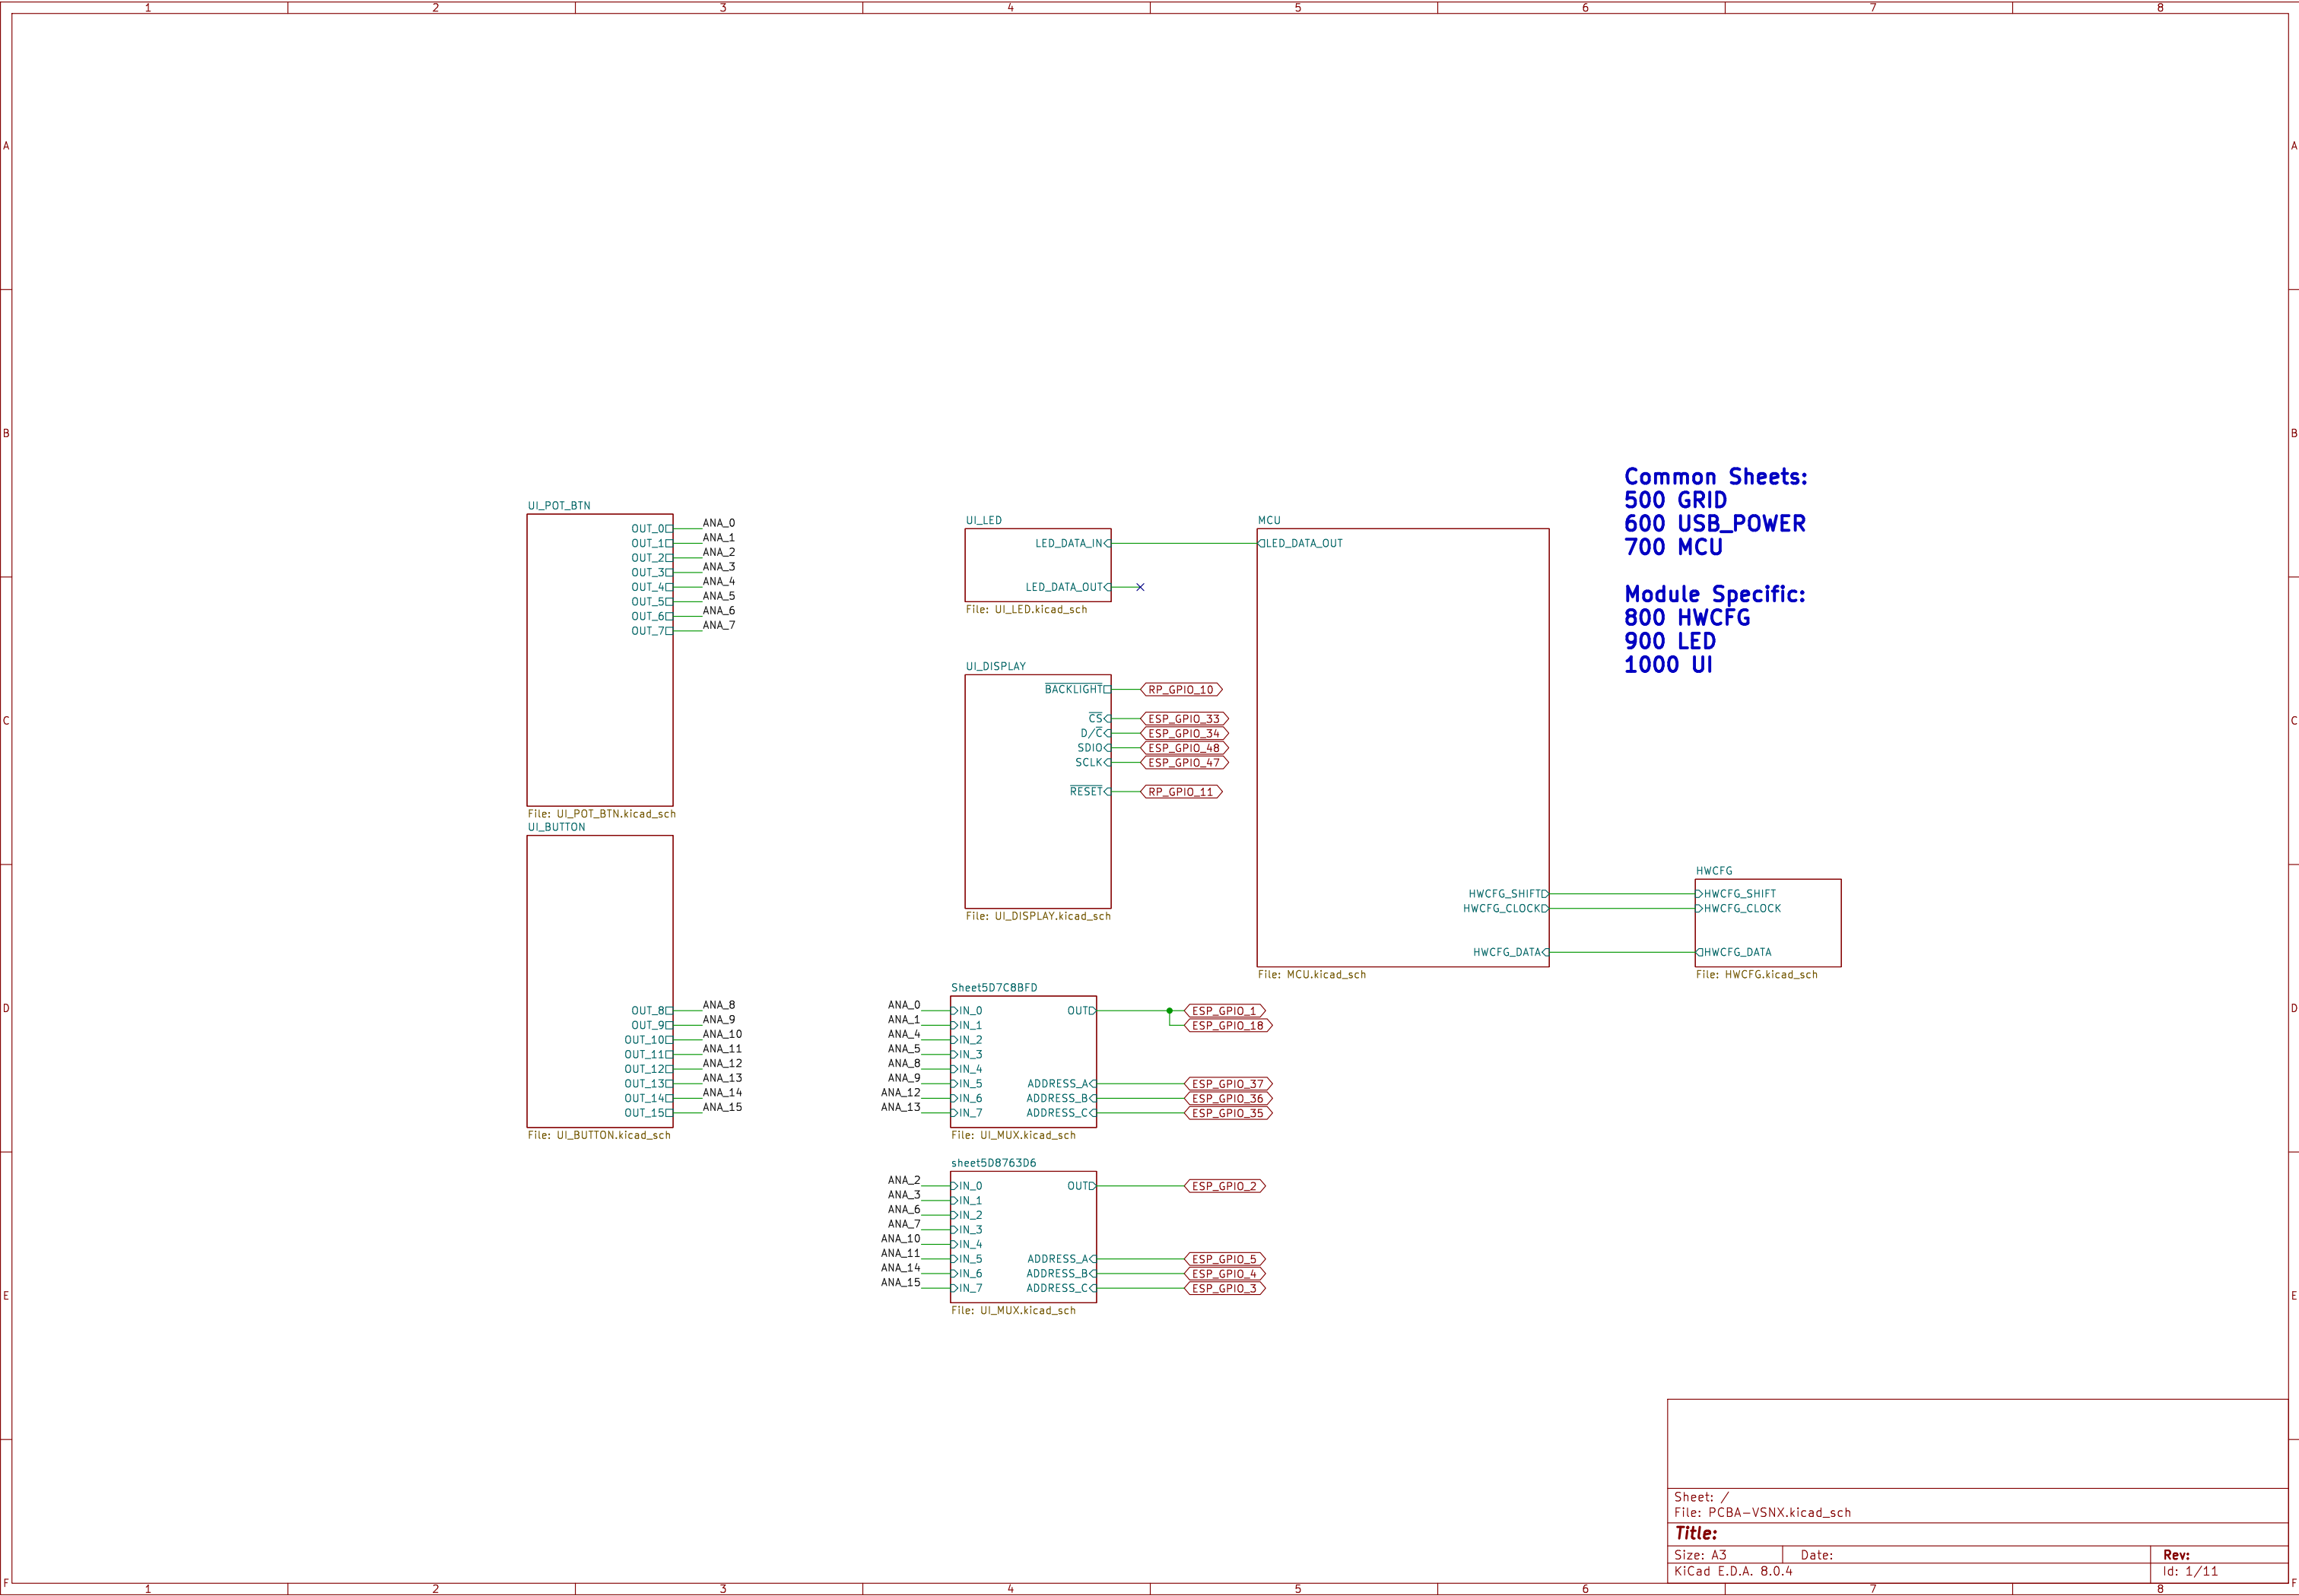 1 2 3 4 5 6 7 8
A A
B B
C C
D D
E E
F F
UI_POT_BTN
OUT_0 ANA_0
OUT_1 ANA_1
OUT_2 ANA_2
OUT_3 ANA_3
OUT_4 ANA_4
OUT_5 ANA_5
OUT_6 ANA_6
OUT_7 ANA_7
File: UI_POT_BTN.kicad_sch
UI_BUTTON
OUT_8 ANA_8
OUT_9 ANA_9
OUT_10 ANA_10
OUT_11 ANA_11
OUT_12 ANA_12
OUT_13 ANA_13
OUT_14 ANA_14
OUT_15 ANA_15
File: UI_BUTTON.kicad_sch
UI_LED
LED_DATA_IN
LED_DATA_OUT
File: UI_LED.kicad_sch
UI_DISPLAY
BACKLIGHT RP_GPIO_10
CS ESP_GPIO_33
D/C ESP_GPIO_34
SDIO ESP_GPIO_48
SCLK ESP_GPIO_47
RESET RP_GPIO_11
File: UI_DISPLAY.kicad_sch
MCU
LED_DATA_OUT
HWCFG_SHIFT
HWCFG_CLOCK
HWCFG_DATA
File: MCU.kicad_sch
Common Sheets:
500 GRID
600 USB_POWER
700 MCU
Module Specific:
800 HWCFG
900 LED
1000 UI
HWCFG
HWCFG_SHIFT
HWCFG_CLOCK
HWCFG_DATA
File: HWCFG.kicad_sch
Sheet5D7C8BFD
ANA_0 IN_0 OUT ESP_GPIO_1
ANA_1 IN_1 ESP_GPIO_18
ANA_4 IN_2
ANA_5 IN_3
ANA_8 IN_4
ANA_9 IN_5 ADDRESS_A ESP_GPIO_37
ANA_12 IN_6 ADDRESS_B ESP_GPIO_36
ANA_13 IN_7 ADDRESS_C ESP_GPIO_35
File: UI_MUX.kicad_sch
sheet5D8763D6
ANA_2 IN_0 OUT ESP_GPIO_2
ANA_3 IN_1
ANA_6 IN_2
ANA_7 IN_3
ANA_10 IN_4
ANA_11 IN_5 ADDRESS_A ESP_GPIO_5
ANA_14 IN_6 ADDRESS_B ESP_GPIO_4
ANA_15 IN_7 ADDRESS_C ESP_GPIO_3
File: UI_MUX.kicad_sch
Sheet: /
File: PCBA-VSNX.kicad_sch
Title:
Size: A3 Date: Rev:
KiCad E.D.A. 8.0.4 Id: 1/11
1 2 3 4 5 6 7 8